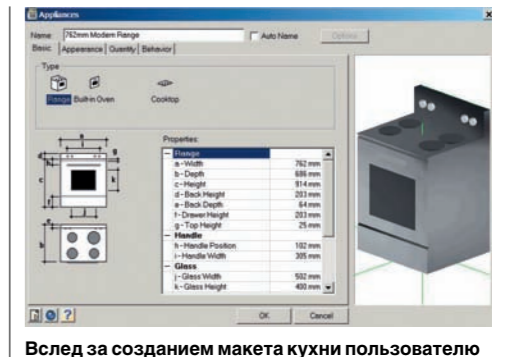 Appliances
Name: 762mm Modern Range Auto Name Options
Basic Appearance Quantity Behavior
Type
Range Built-in Oven Cooktop
Properties:
Range
a - Width 762 mm
b - Depth 686 mm
c - Height 914 mm
d - Back Height 203 mm
e - Back Depth 64 mm
f - Drawer Height 203 mm
g - Top Height 25 mm
Handle
h - Handle Position 102 mm
i - Handle Width 305 mm
Glass
j - Glass Width 502 mm
k - Glass Height 400 mm
OK Cancel
Вслед за созданием макета кухни пользователю